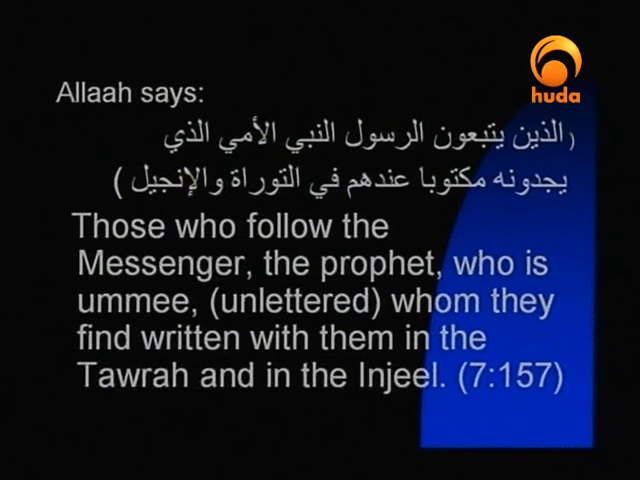 huda
Allaah says:
(الذين يتبعون الرسول النبي الأمي الذي
يجدونه مكتوبا عندهم في التوراة والإنجيل )
Those who follow the
Messenger, the prophet, who is
ummee, (unlettered) whom they
find written with them in the
Tawrah and in the Injeel. (7:157)